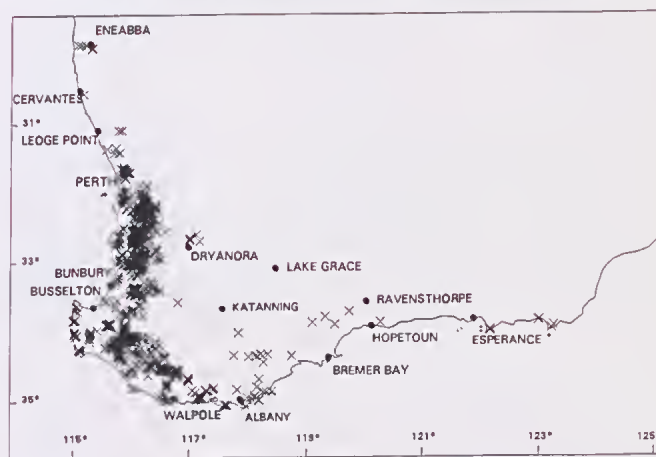 ENEABBA
CERVANTES
31°
LEOGE POINT
PERTH
DRYANORA
33°
LAKE GRACE
BUNBUR
BUSSELTON
KATANNING
RAVENSTHORPE
HOPETOUN
ESPERANCE
BREMER BAY
35°
WALPOLE
ALBANY
115°
117°
119°
121°
123°
125